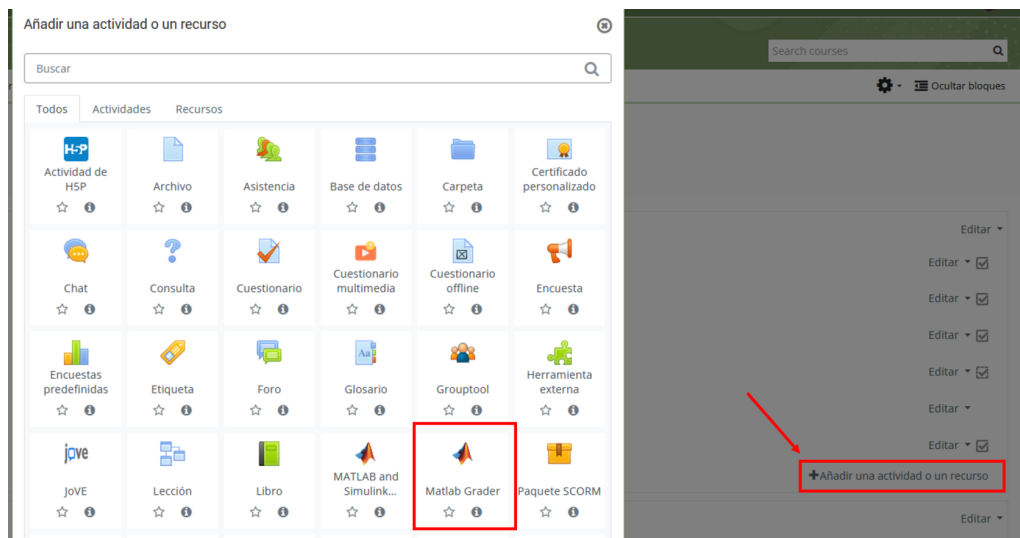 Añadir una actividad o un recurso
Search courses
Buscar
Ocultar bloques
Todos Actividades Recursos
H-P
Actividad de
H5P
Archivo
Asistencia
Base de datos
Carpeta
Certificado
personalizado
Editar
Editar
Chat
Consulta
Cuestionario
Cuestionario
multimedia
Cuestionario
offline
Encuesta
Editar
Editar
Aa
Encuestas
predefinidas
Etiqueta
Foro
Glosario
Grouptool
Herramienta
externa
Editar
Editar
Editar
jove
JoVE
Lección
Libro
MATLAB and
Simulink...
Matlab Grader
Paquete SCORM
+Añadir una actividad o un recurso
Editar